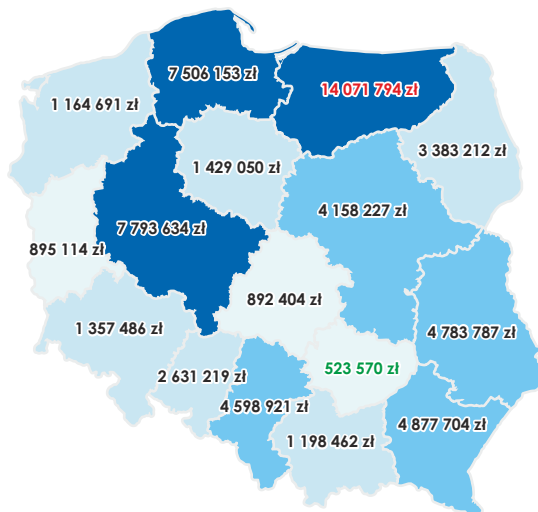 7 506 153 zł
14 071 794 zł
1 164 691 zł
3 383 212 zł
1 429 050 zł
4 158 227 zł
7 793 634 zł
895 114 zł
892 404 zł
1 357 486 zł
4 783 787 zł
523 570 zł
2 631 219 zł
4 598 921 zł
4 877 704 zł
1 198 462 zł